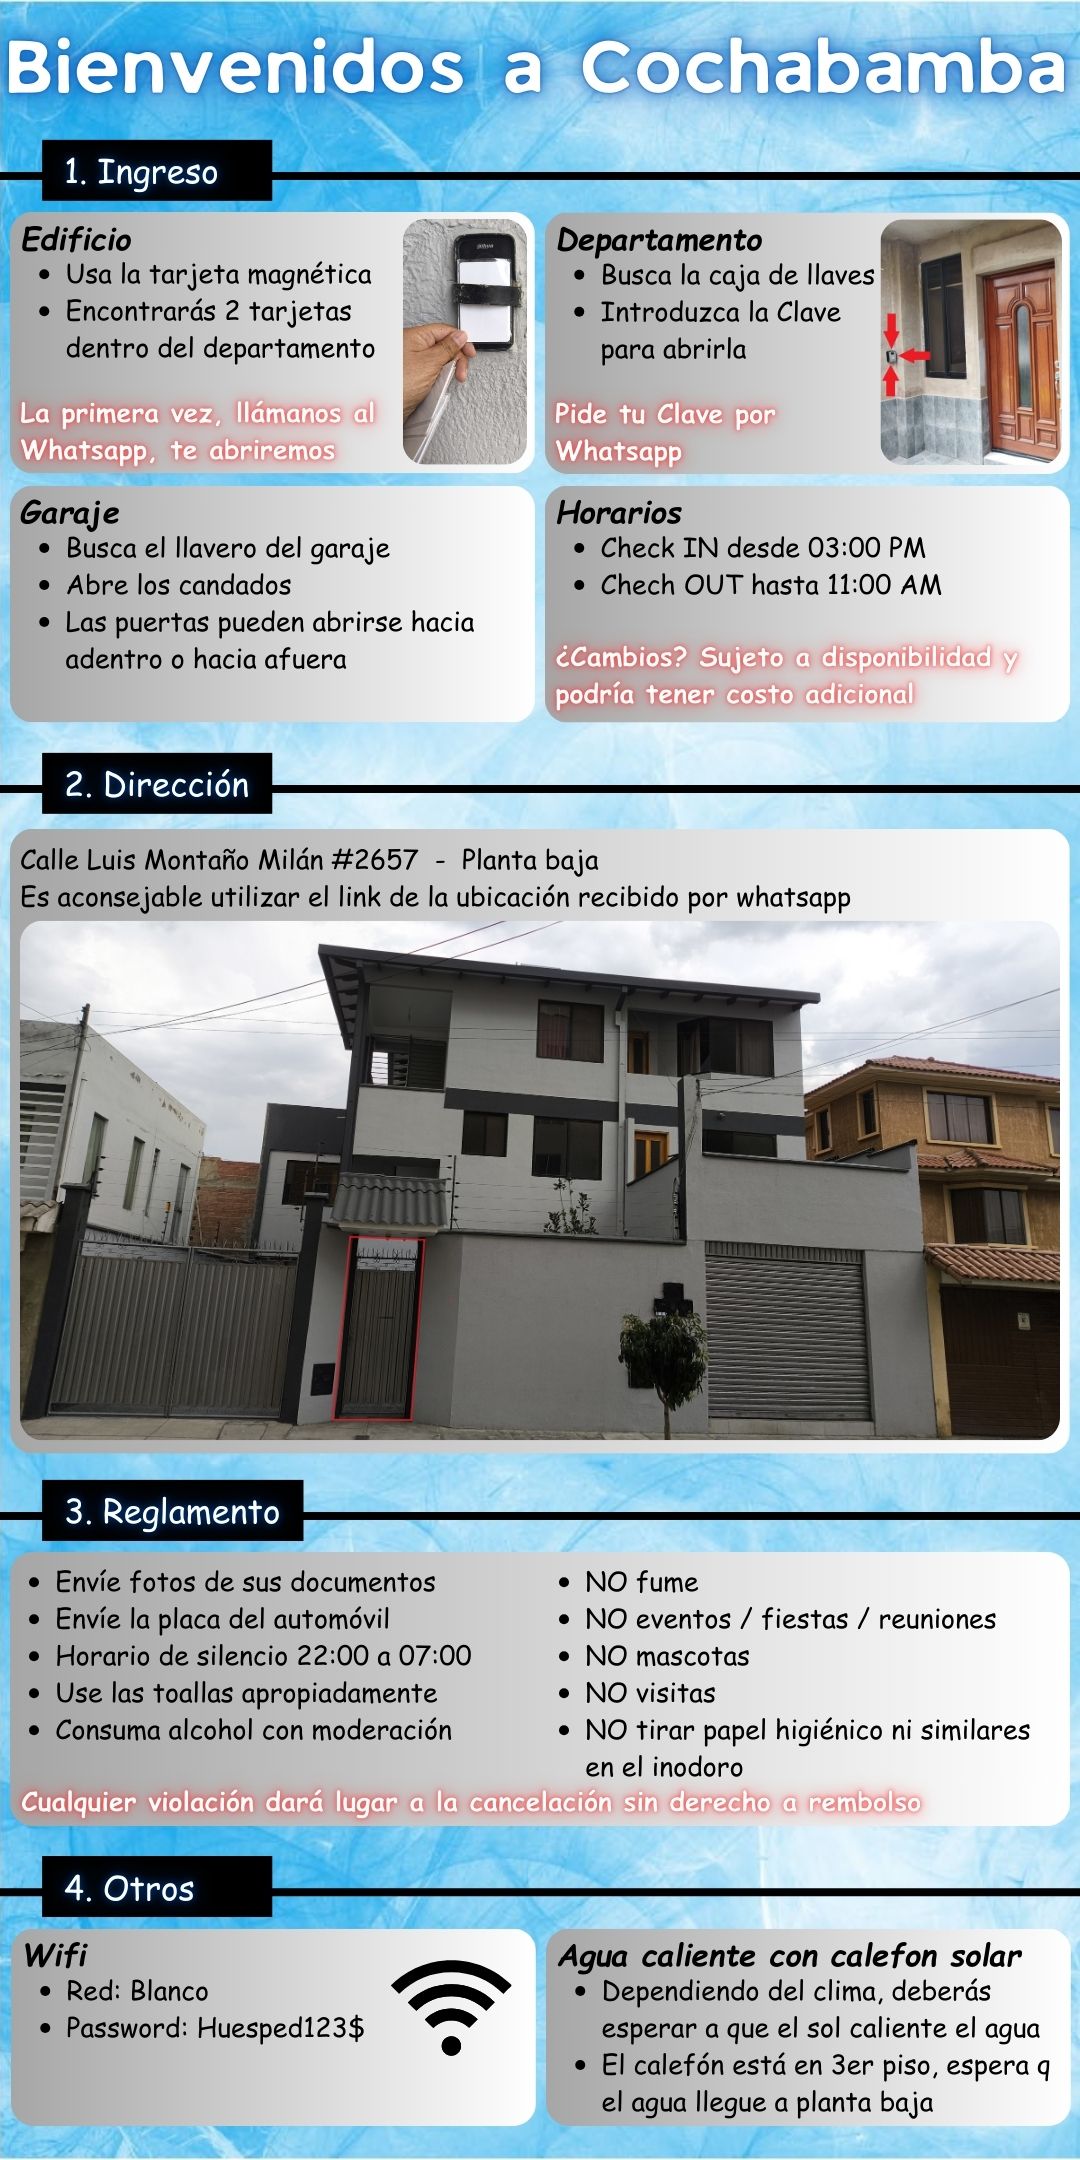 Bienvenidos a Cochabamba
1. Ingreso
Edificio
• Usa la tarjeta magnética
• Encontrarás 2 tarjetas
dentro del departamento
La primera vez, llámanos al
Whatsapp, te abriremos
alhua
Departamento
• Busca la caja de llaves
• Introduzca la Clave
para abrirla
Pide tu Clave por
Whatsapp
Garaje
• Busca el llavero del garaje
• Abre los candados
• Las puertas pueden abrirse hacia
adentro o hacia afuera
Horarios
• Check IN desde 03:00 PM
• Chech OUT hasta 11:00 AM
¿Cambios? Sujeto a disponibilidad y
podría tener costo adicional
2. Dirección
Calle Luis Montaño Milán #2657 - Planta baja
Es aconsejable utilizar el link de la ubicación recibido por whatsapp
3. Reglamento
• Envíe fotos de sus documentos
• Envíe la placa del automóvil
• Horario de silencio 22:00 a 07:00
• Use las toallas apropiadamente
• Consuma alcohol con moderación
• NO fume
• NO eventos / fiestas / reuniones
• NO mascotas
• NO visitas
• NO tirar papel higiénico ni similares
en el inodoro
Cualquier violación dará lugar a la cancelación sin derecho a rembolso
4. Otros
Wifi
• Red: Blanco
• Password: Huesped123$
Agua caliente con calefon solar
• Dependiendo del clima, deberás
esperar a que el sol caliente el agua
• El calefón está en 3er piso, espera q
el agua llegue a planta baja